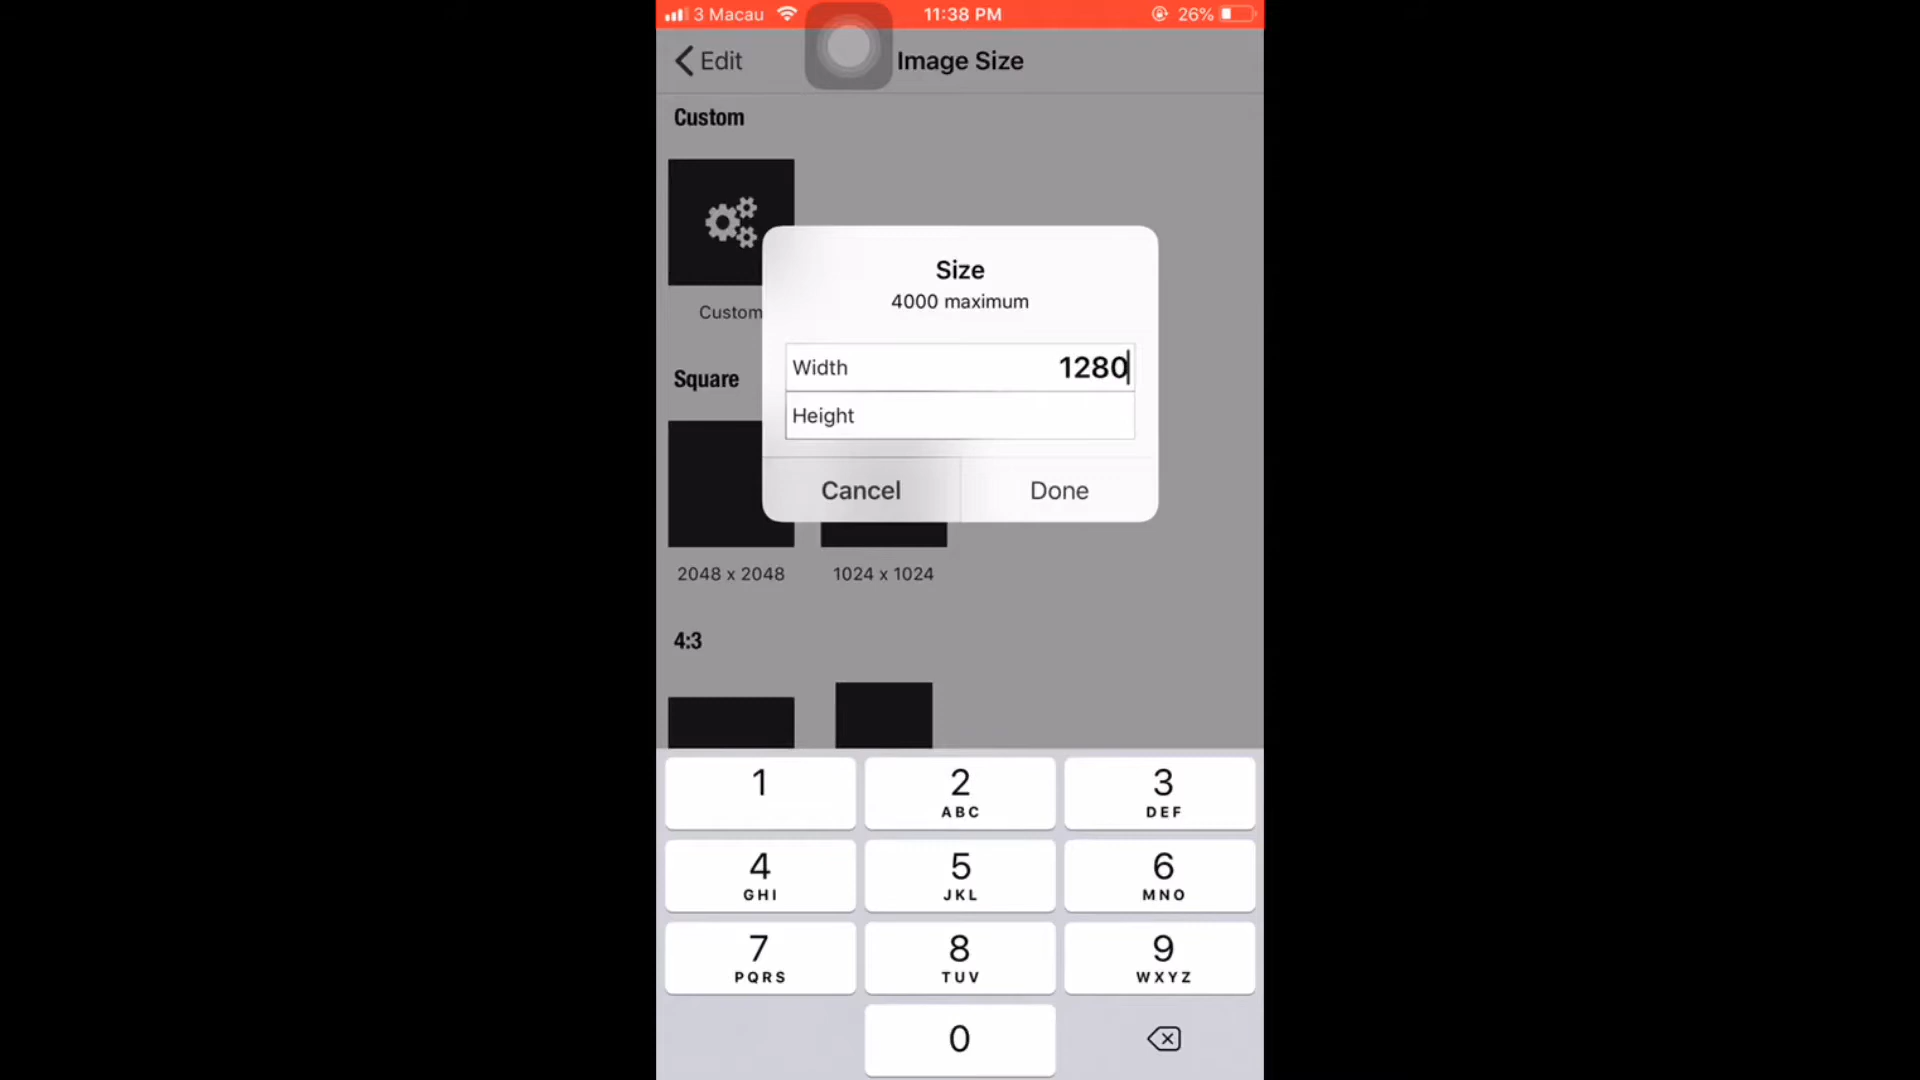 3 Macau 11:38 PM 26%
Edit Image Size
Custom
Custom
Size
4000 maximum
Width 1280
Height
Cancel Done
Square
2048 x 2048 1024 x 1024
4:3
1 2 3
ABC DEF
4 5 6
GHI JKL MNO
7 8 9
PQRS TUV WXYZ
0